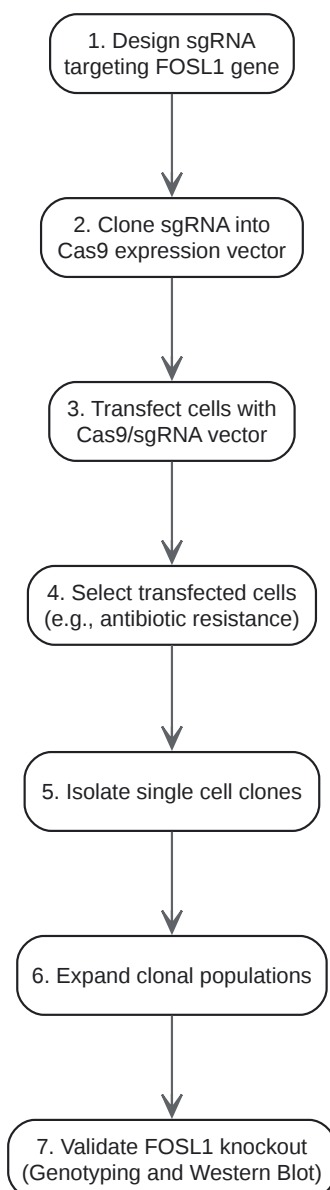 1. Design sgRNA
targeting FOSL1 gene
2. Clone sgRNA into
Cas9 expression vector
3. Transfect cells with
Cas9/sgRNA vector
4. Select transfected cells
(e.g., antibiotic resistance)
5. Isolate single cell clones
6. Expand clonal populations
7. Validate FOSL1 knockout
(Genotyping and Western Blot)